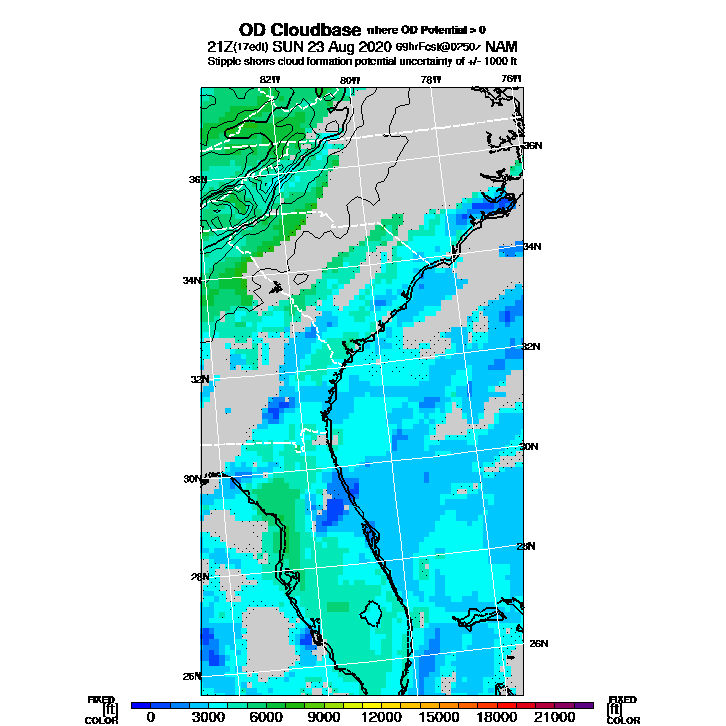 OD Cloudbase where OD Potential > 0
21Z(17edt) SUN 23 Aug 2020 69hrFcst@0750z NAM
Stipple shows cloud formation potential uncertainty of +/- 1000 ft
82W 80W 78W 76W
36N
36N
34N
34N
32N
32N
30N
30N
28N
28N
26N
26N
FIXED FIXED
[ft] [ft]
COLOR COLOR
0 3000 6000 9000 12000 15000 18000 21000